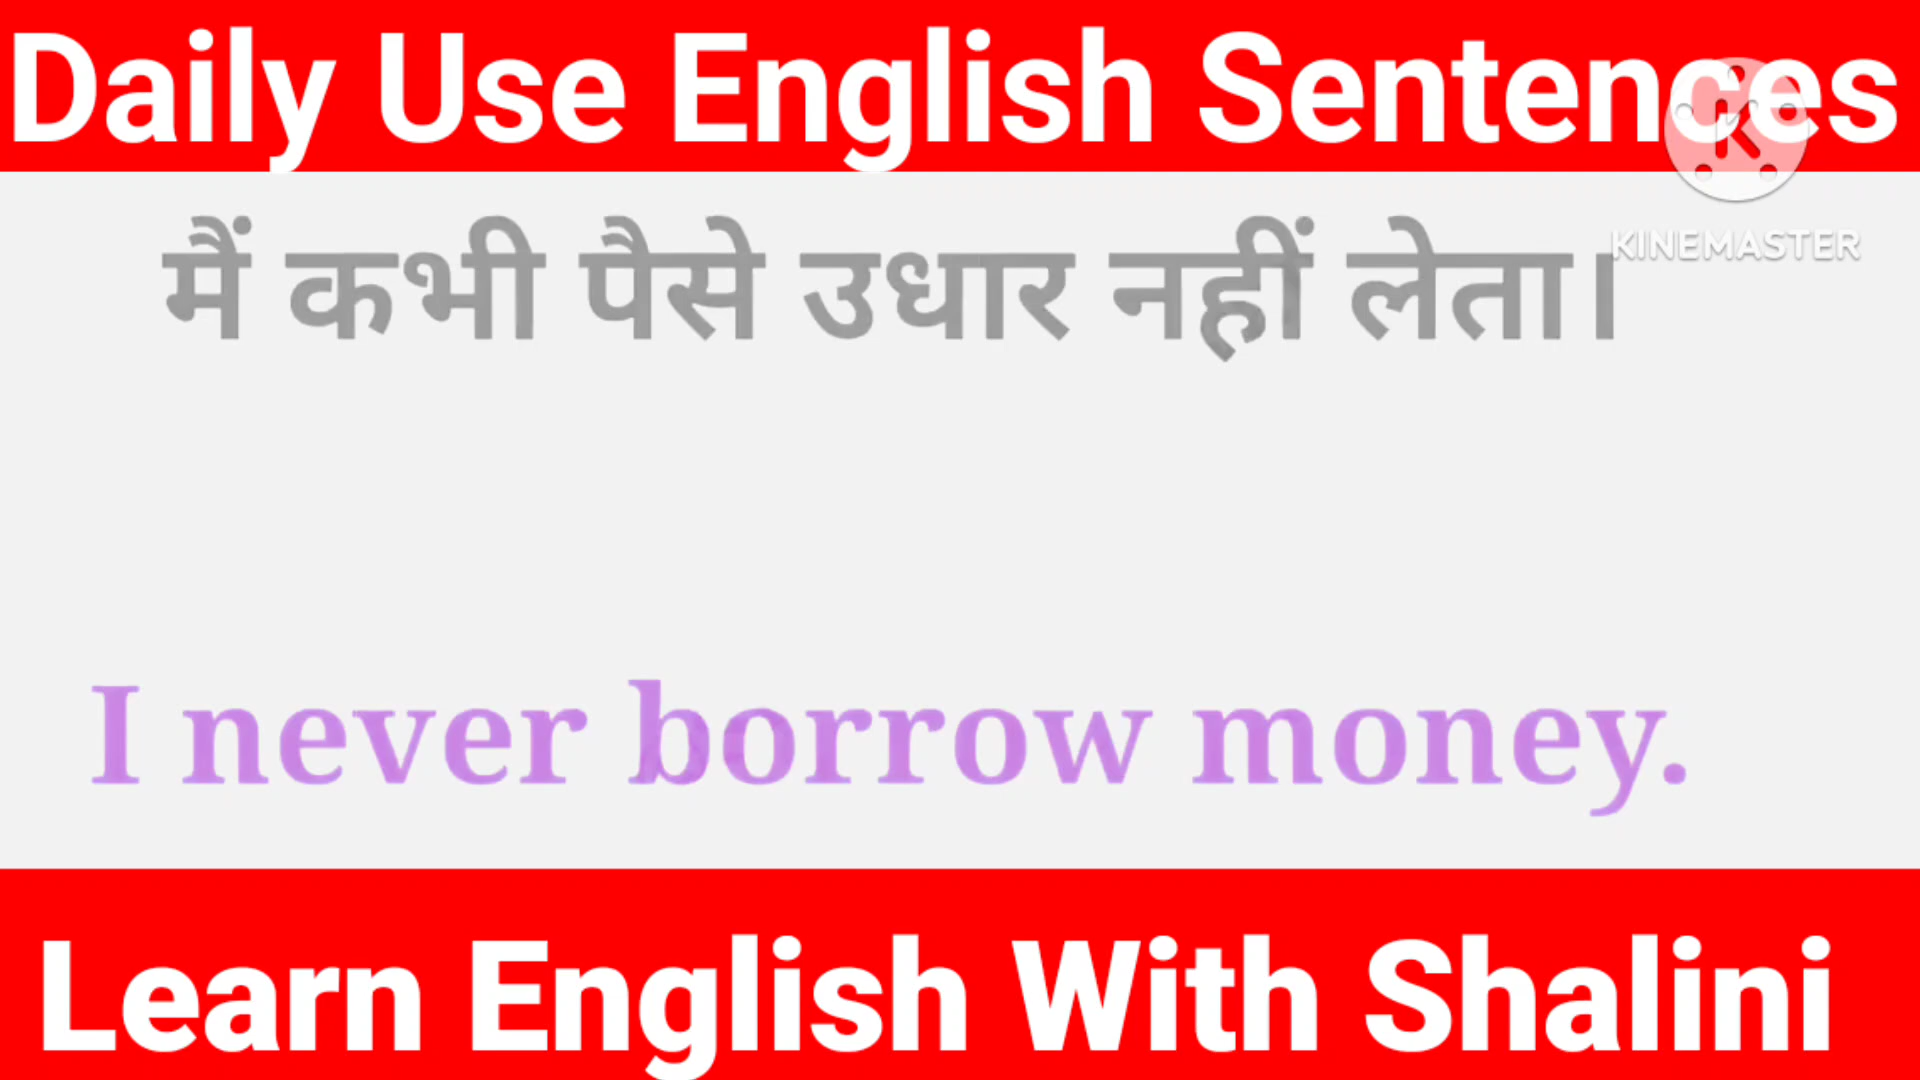 Daily Use English Sentences
KINEMASTER
मैं कभी पैसे उधार नहीं लेता।
I never borrow money.
Learn English With Shalini